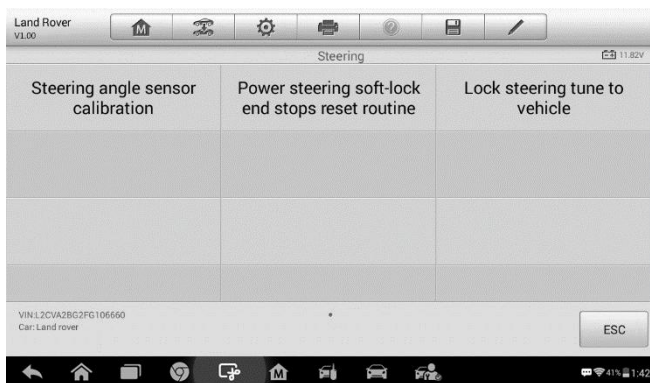 Land Rover
V1.00
M
?
Steering
11.82V
Steering angle sensor
calibration
Power steering soft-lock
end stops reset routine
Lock steering tune to
vehicle
VIN:L2CVA2BG2FG106660
Car: Land rover
ESC
M
41% 1:42